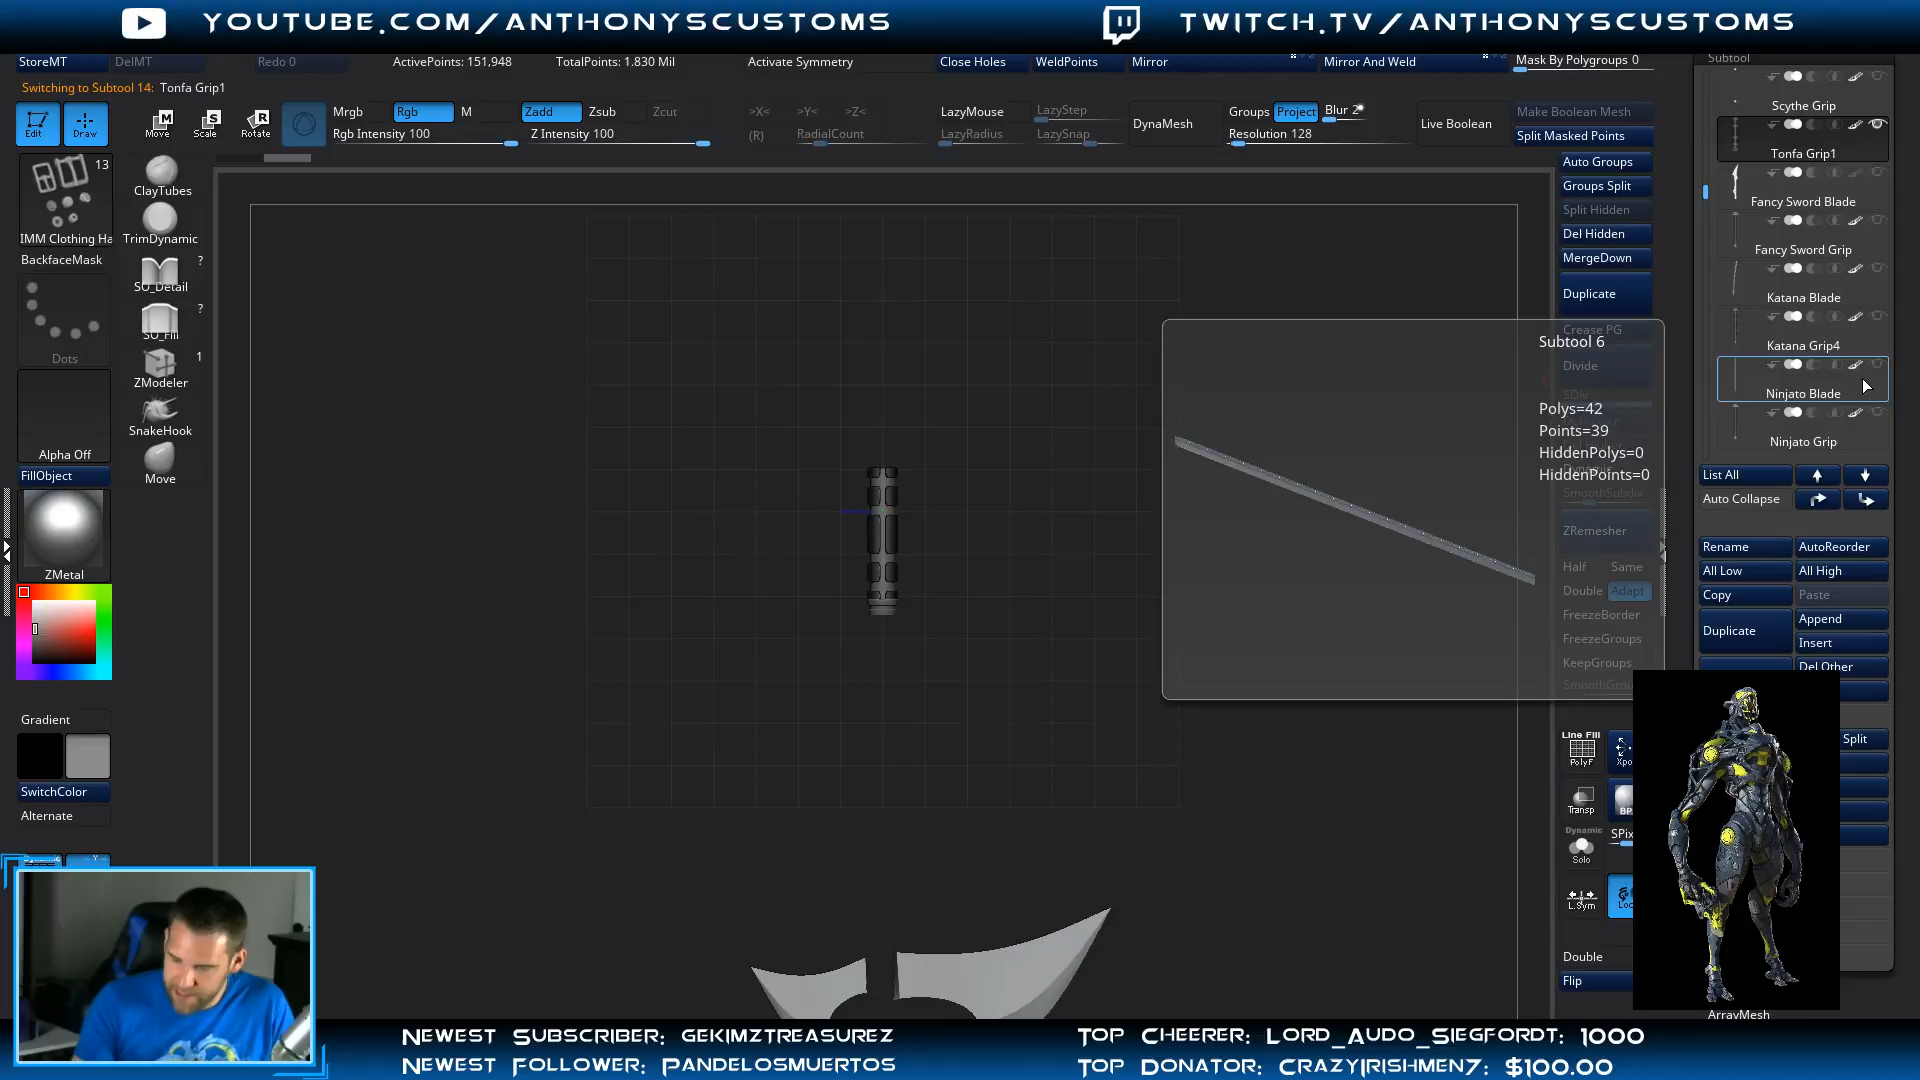 YOUTUBE.COM/ANTHONYSCUSTOMS
TWITCH.TV/ANTHONYSCUSTOMS
StoreMT
DelMT
Redo 0
ActivePoints: 151,948
TotalPoints: 1.830 Mil
Activate Symmetry
Close Holes
WeldPoints
Mirror
Mirror And Weld
Mask By Polygroups 0
Subtool
Switching to Subtool 14: Tonfa Grip1
Edit
Draw
Move
Scale
Rotate
Mrgb
Rgb
M
Zadd
Zsub
Zcut
Rgb Intensity 100
Z Intensity 100
>X<
>Y<
>Z<
(R)
RadialCount
LazyMouse
LazyStep
LazyRadius
LazySnap
DynaMesh
Groups
Project
Blur 2
Resolution 128
Live Boolean
Make Boolean Mesh
Split Masked Points
13
IMM Clothing Ha
BackfaceMask
Dots
Alpha Off
FillObject
ZMetal
Gradient
SwitchColor
Alternate
ClayTubes
TrimDynamic
?
SO_Detail
?
SO_Fill
1
ZModeler
SnakeHook
Move
Auto Groups
Groups Split
Split Hidden
Del Hidden
MergeDown
Duplicate
Crease PG
Subtool 6
Divide
SDiv
Polys=42
Points=39
HiddenPolys=0
HiddenPoints=0
SmoothSubdiv
ZRemesher
Half
Same
Double
Adapt
FreezeBorder
FreezeGroups
KeepGroups
SmoothGro
Line Fill
PolyF
Xpo
Transp
BP
Dynamic
SPix
Solo
L.Sym
Loc
Double
Flip
Scythe Grip
Tonfa Grip1
Fancy Sword Blade
Fancy Sword Grip
Katana Blade
Katana Grip4
Ninjato Blade
Ninjato Grip
List All
Auto Collapse
Rename
AutoReorder
All Low
All High
Copy
Paste
Duplicate
Append
Insert
Del Other
Split
ArrayMesh
NEWEST SUBSCRIBER: GEKIMZTREASUREZ
NEWEST FOLLOWER: PANDELOSMUERTOS
TOP CHEERER: LORD_AUDO_SIEGFORDT: 1000
TOP DONATOR: CRAZYIRISHMEN7: $100.00